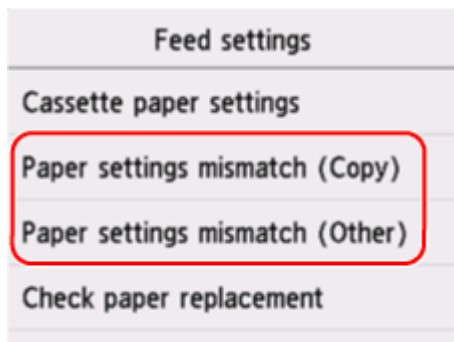 Feed settings
Cassette paper settings
Paper settings mismatch (Copy)
Paper settings mismatch (Other)
Check paper replacement